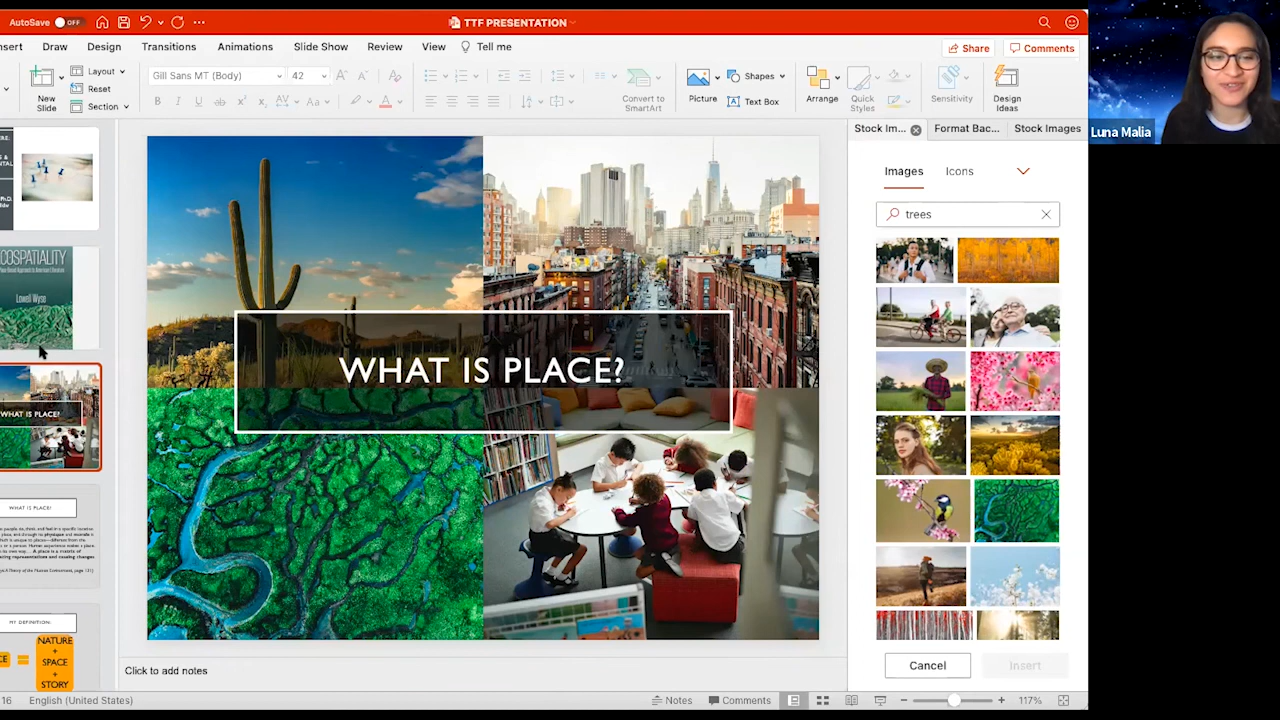 AutoSave OFF
TTF PRESENTATION
nsert Draw Design Transitions Animations Slide Show Review View Tell me
Share Comments
New Slide
Layout
Reset
Section
Gill Sans MT (Body) 42
Convert to SmartArt
Picture
Shapes
Text Box
Arrange
Quick Styles
Sensitivity
Design Ideas
Luna Malia
Stock Im... Format Bac... Stock Images
Images Icons
trees
COSPATIALITY
Lowell Wyse
WHAT IS PLACE?
WHAT IS PLACE?
WHAT IS PLACE?
MY DEFINITION:
CE = NATURE
+
SPACE
+
STORY
Click to add notes
Cancel Insert
16 English (United States) Notes Comments 117%